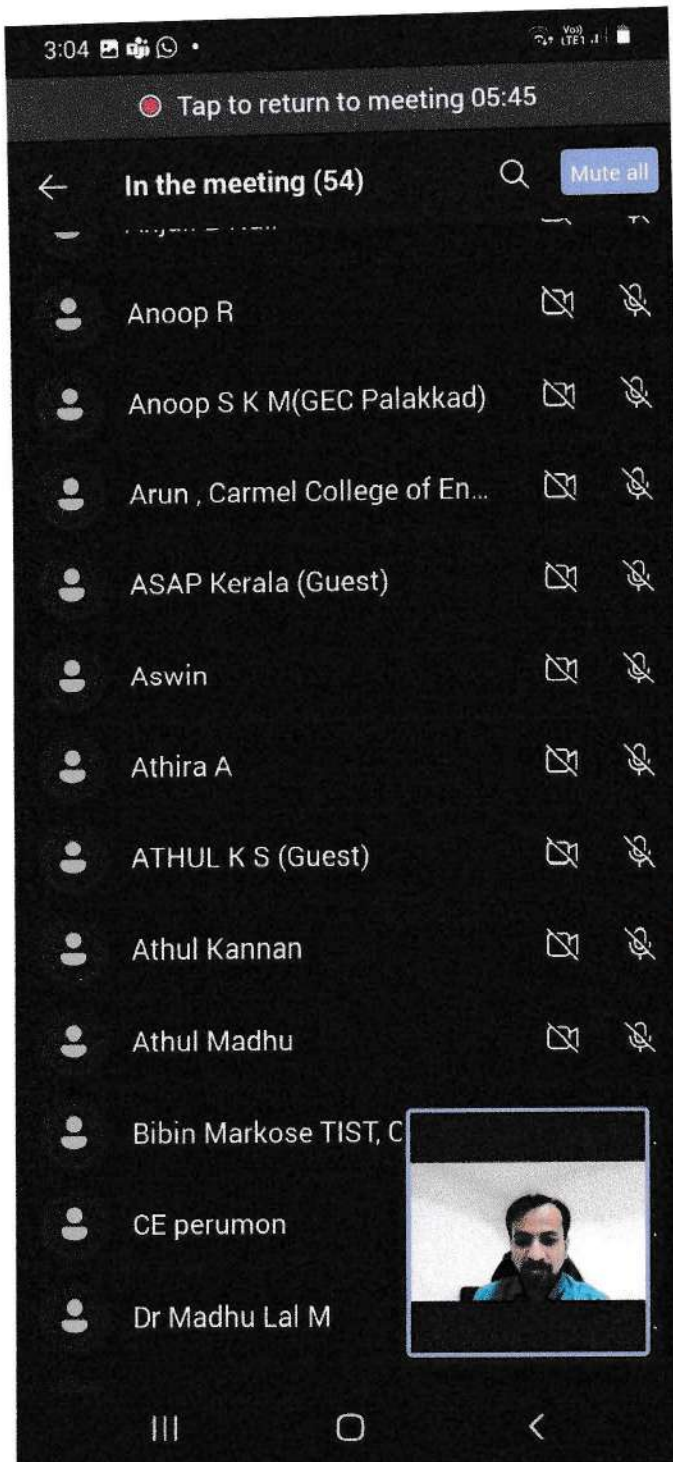 3:04
Vo))
LTE1
Tap to return to meeting 05:45
In the meeting (54)
Mute all
Anoop R
Anoop S K M(GEC Palakkad)
Arun , Carmel College of En...
ASAP Kerala (Guest)
Aswin
Athira A
ATHUL K S (Guest)
Athul Kannan
Athul Madhu
Bibin Markose TIST, C
CE perumon
Dr Madhu Lal M